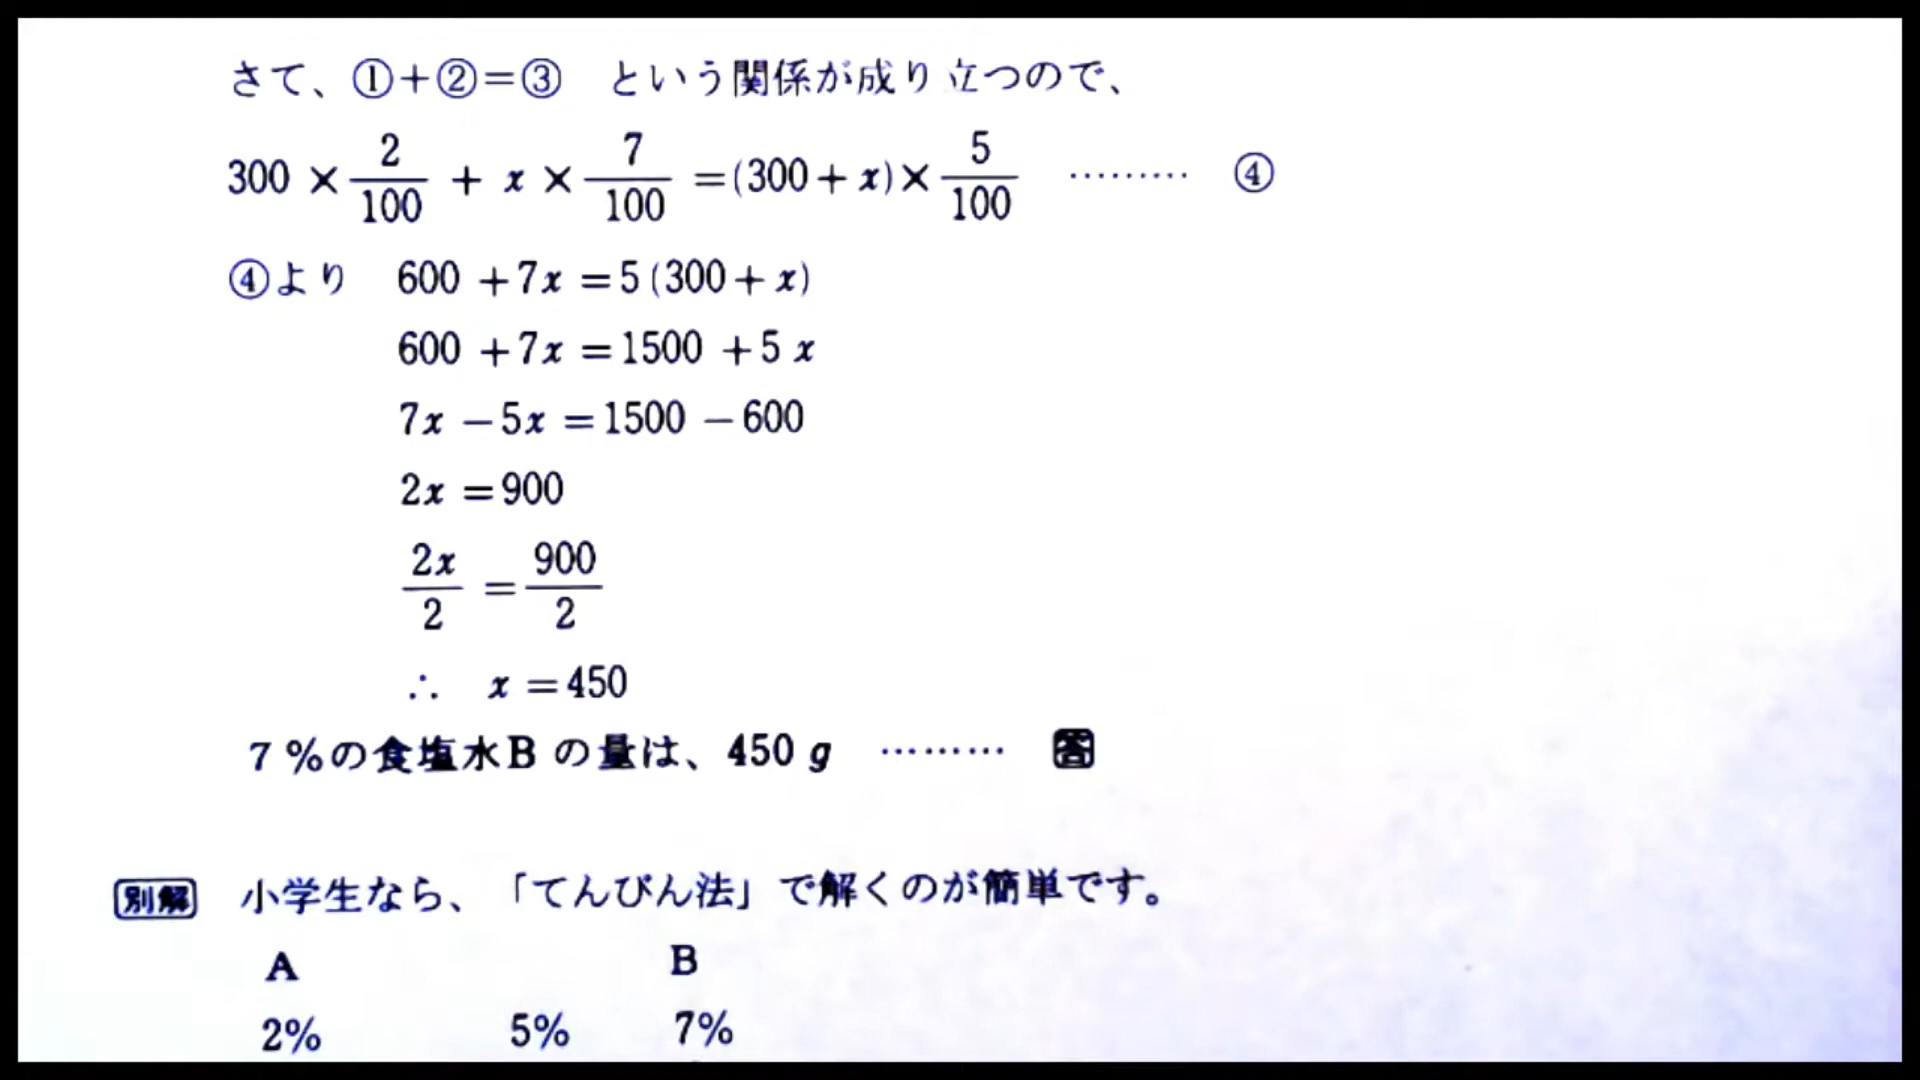 さて、①+②=③ という関係が成り立つので、
300 × 2/100 + x × 7/100 =(300+x)× 5/100 ……… ④
④より 600 +7x =5(300+x)
600 +7x =1500 +5x
7x -5x =1500 -600
2x =900
2x/2 = 900/2
∴ x =450
7%の食塩水Bの量は、450 g ……… 答
別解 小学生なら、「てんびん法」で解くのが簡単です。
A B
2% 5% 7%